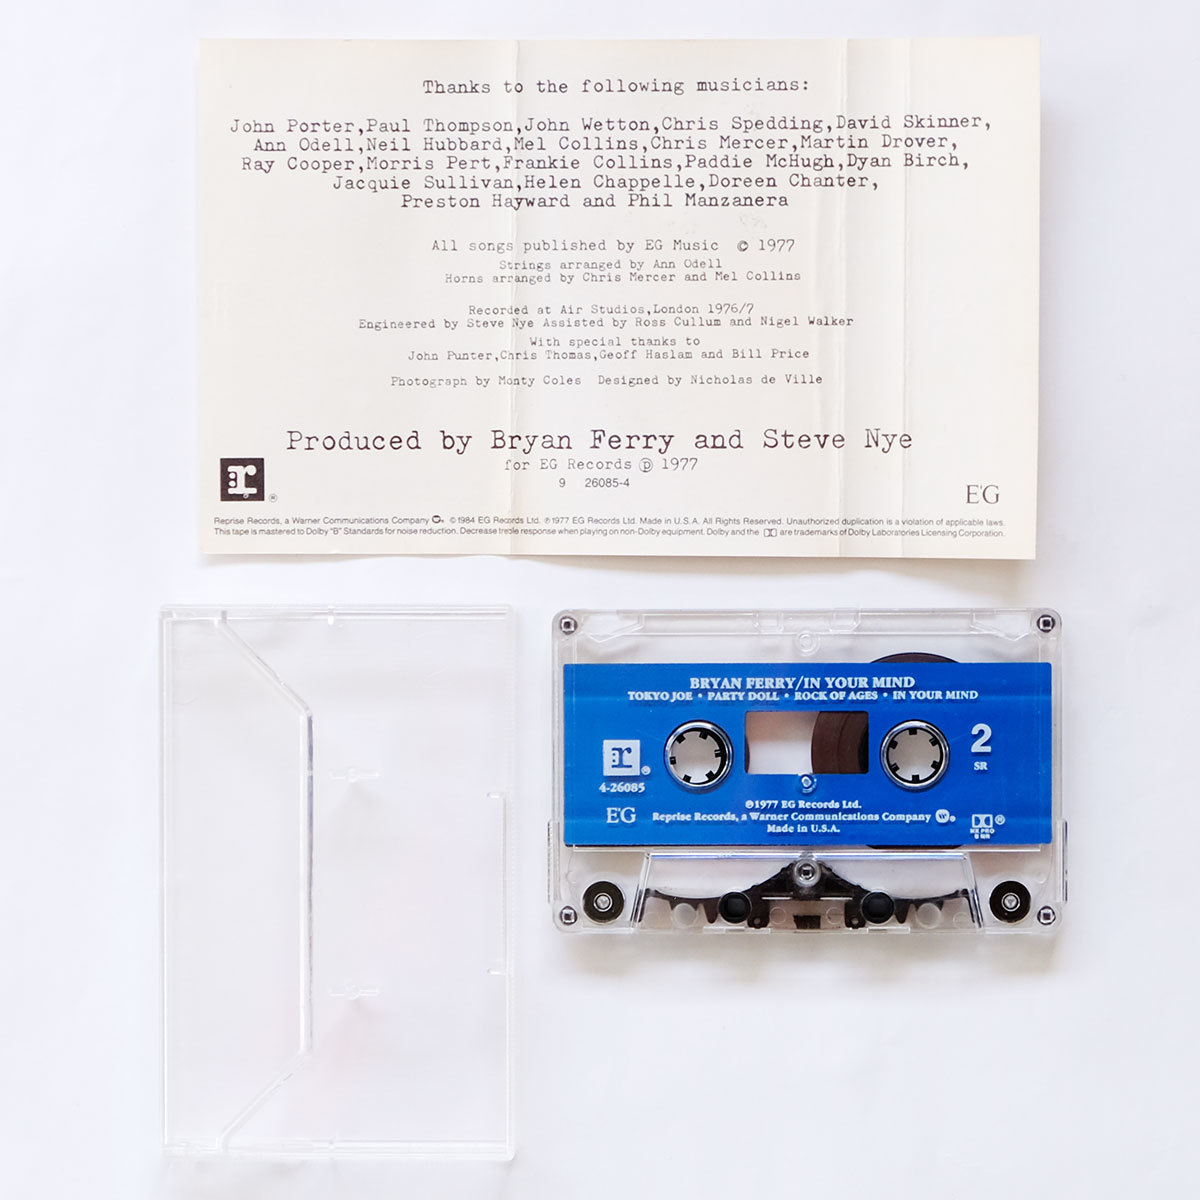 Thanks to the following musicians:
John Porter,Paul Thompson,John Wetton,Chris Spedding,David Skinner,
Ann Odell,Neil Hubbard,Mel Collins,Chris Mercer,Martin Drover,
Ray Cooper,Morris Pert,Frankie Collins,Paddie McHugh,Dyan Birch,
Jacquie Sullivan,Helen Chappelle,Doreen Chanter,
Preston Hayward and Phil Manzanera
All songs published by EG Music © 1977
Strings arranged by Ann Odell
Horns arranged by Chris Mercer and Mel Collins
Recorded at Air Studios,London 1976/7
Engineered by Steve Nye Assisted by Ross Cullum and Nigel Walker
With special thanks to
John Punter,Chris Thomas,Geoff Haslam and Bill Price
Photograph by Monty Coles Designed by Nicholas de Ville
Produced by Bryan Ferry and Steve Nye
for EG Records ℗ 1977
9 26085-4
r ®
EG
Reprise Records, a Warner Communications Company ®. © 1984 EG Records Ltd. ℗ 1977 EG Records Ltd. Made in U.S.A. All Rights Reserved. Unauthorized duplication is a violation of applicable laws.
This tape is mastered to Dolby "B" Standards for noise reduction. Decrease treble response when playing on non-Dolby equipment. Dolby and the are trademarks of Dolby Laboratories Licensing Corporation.
BRYAN FERRY/IN YOUR MIND
TOKYO JOE • PARTY DOLL • ROCK OF AGES • IN YOUR MIND
2
SR
r ®
4-26085
EG
℗1977 EG Records Ltd.
Reprise Records, a Warner Communications Company ®.
Made in U.S.A.
®
HX PRO
B NR